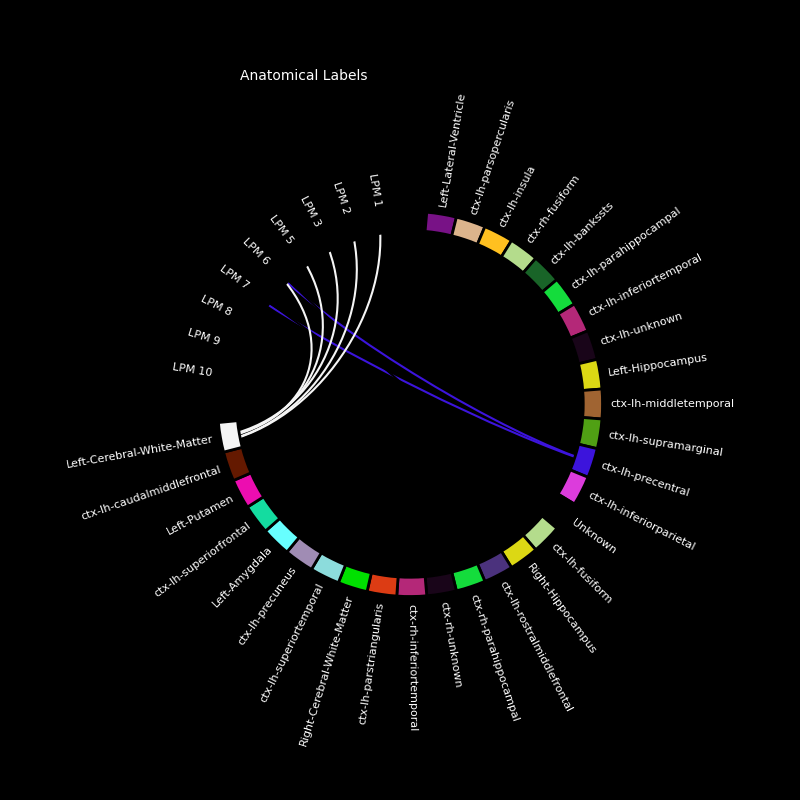 Anatomical Labels
LPM 1
LPM 2
LPM 3
LPM 5
LPM 6
LPM 7
LPM 8
LPM 9
LPM 10
Left-Cerebral-White-Matter
ctx-lh-caudalmiddlefrontal
Left-Putamen
ctx-lh-superiorfrontal
Left-Amygdala
ctx-lh-precuneus
ctx-lh-superiortemporal
Right-Cerebral-White-Matter
ctx-lh-parstriangularis
ctx-rh-inferiortemporal
ctx-rh-unknown
ctx-rh-parahippocampal
ctx-lh-rostralmiddlefrontal
Right-Hippocampus
ctx-lh-fusiform
Unknown
ctx-lh-inferiorparietal
ctx-lh-precentral
ctx-lh-supramarginal
ctx-lh-middletemporal
Left-Hippocampus
ctx-lh-unknown
ctx-lh-inferiortemporal
ctx-lh-parahippocampal
ctx-lh-bankssts
ctx-rh-fusiform
ctx-lh-insula
ctx-lh-parsopercularis
Left-Lateral-Ventricle